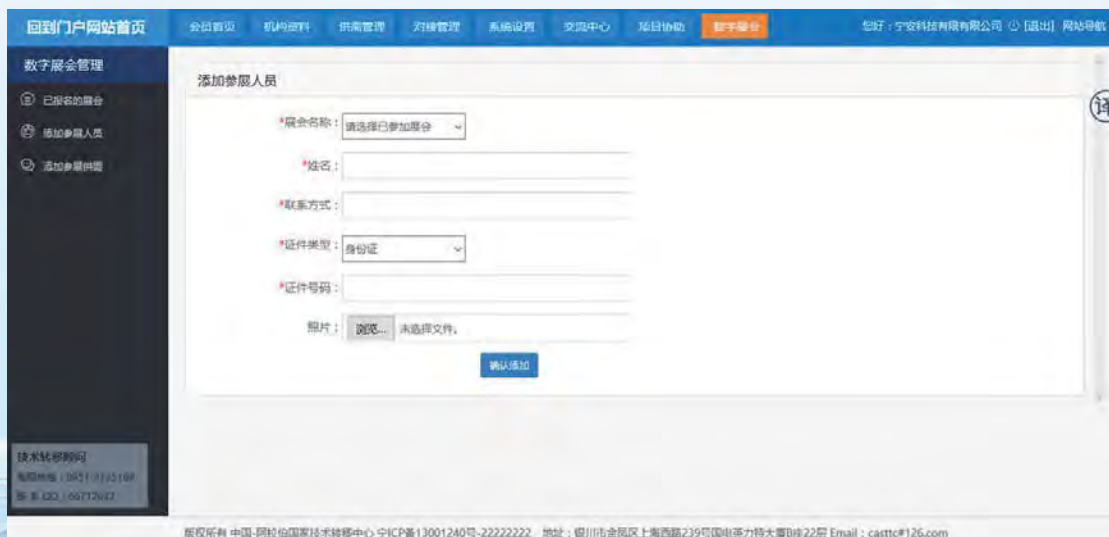 回到门户网站首页 会员首页 机构资料 供需管理 对接管理 系统设置 交流中心 项目协助 数字展会 您好：宁安科技有限有限公司 [退出] 网站导航
数字展会管理
已报名的展会
添加参展人员
添加参展供需
添加参展人员
*展会名称： 请选择已参加展会
*姓名：
*联系方式：
*证件类型： 身份证
*证件号码：
照片： 浏览... 未选择文件。
确认添加
译
技术转移顾问
版权所有 中国-阿拉伯国家技术转移中心 宁ICP备13001240号-22222222 地址：银川市金凤区上海西路239号国电英力特大厦B座22层 Email：casttc#126.com